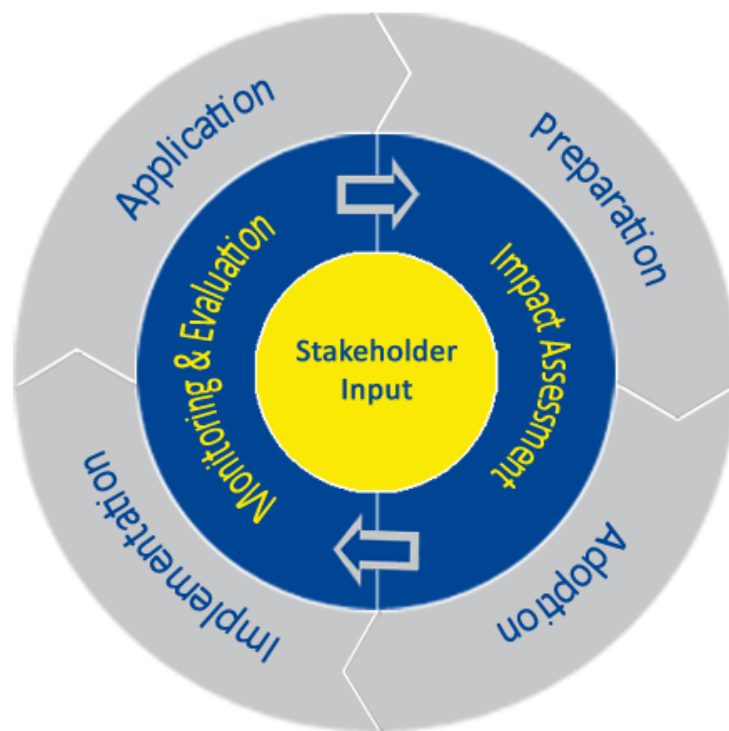 Application
Preparation
Monitoring & Evaluation
Impact Assessment
Stakeholder
Input
Implementation
Adoption